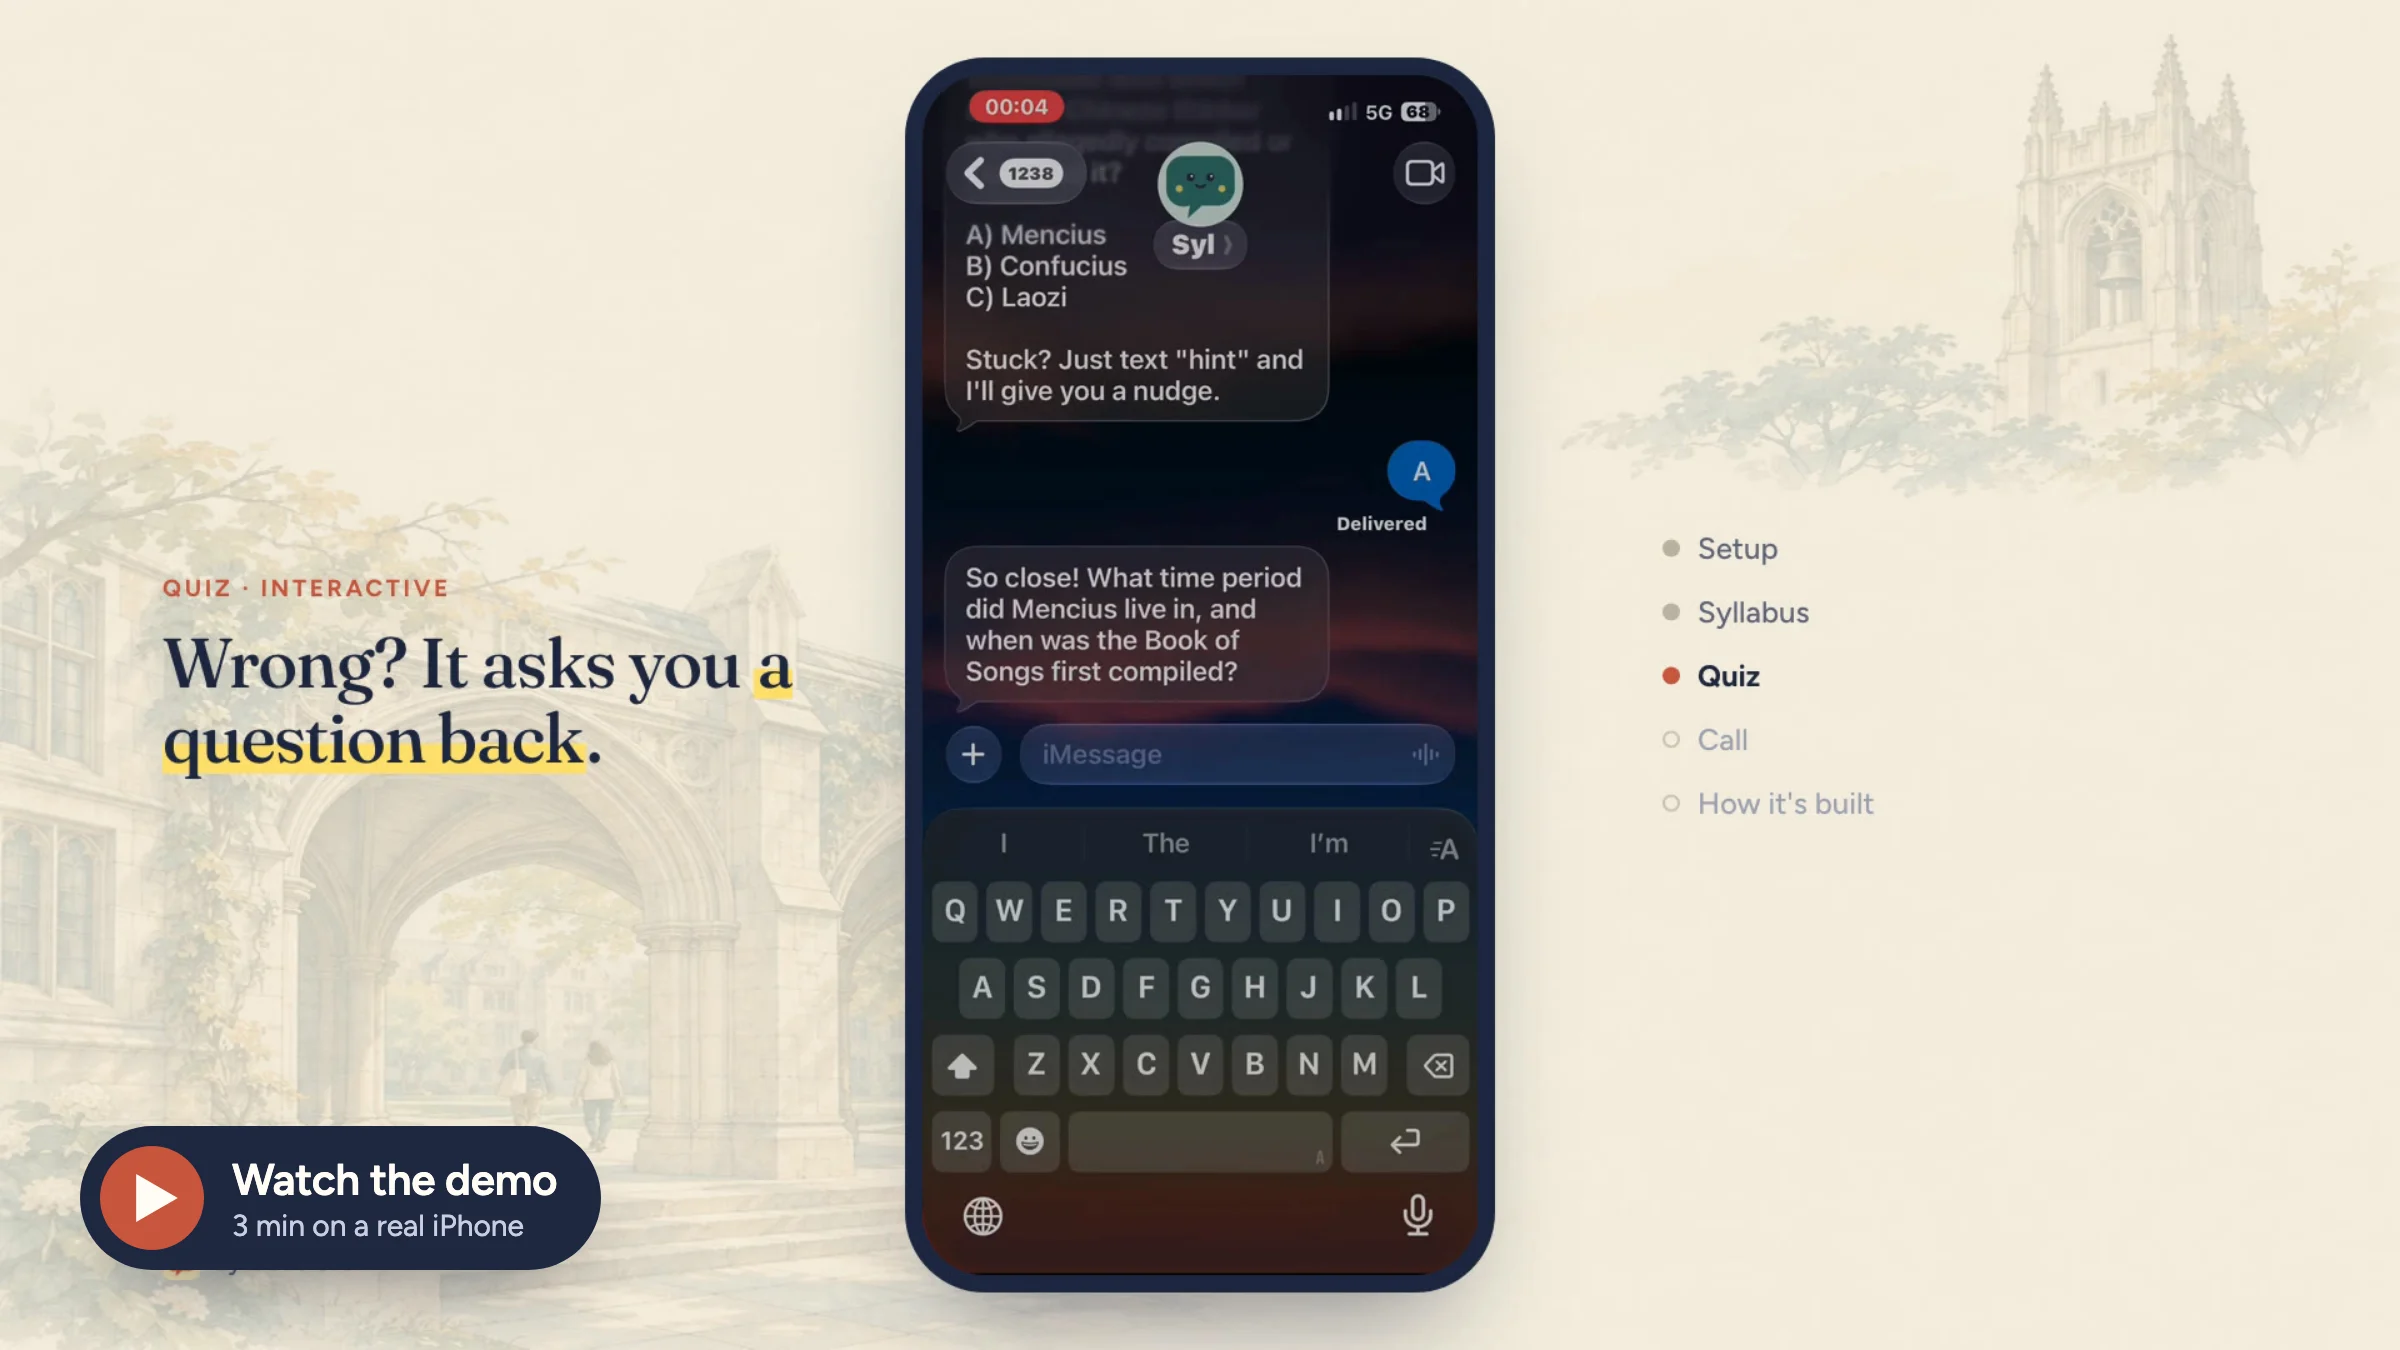 QUIZ · INTERACTIVE
Wrong? It asks you a
question back.
Watch the demo
3 min on a real iPhone
00:04
5G 68
1238
it?
Syl
A) Mencius
B) Confucius
C) Laozi
Stuck? Just text "hint" and
I'll give you a nudge.
A
Delivered
So close! What time period
did Mencius live in, and
when was the Book of
Songs first compiled?
iMessage
I The I'm
Q W E R T Y U I O P
A S D F G H J K L
Z X C V B N M
123
Setup
Syllabus
Quiz
Call
How it's built